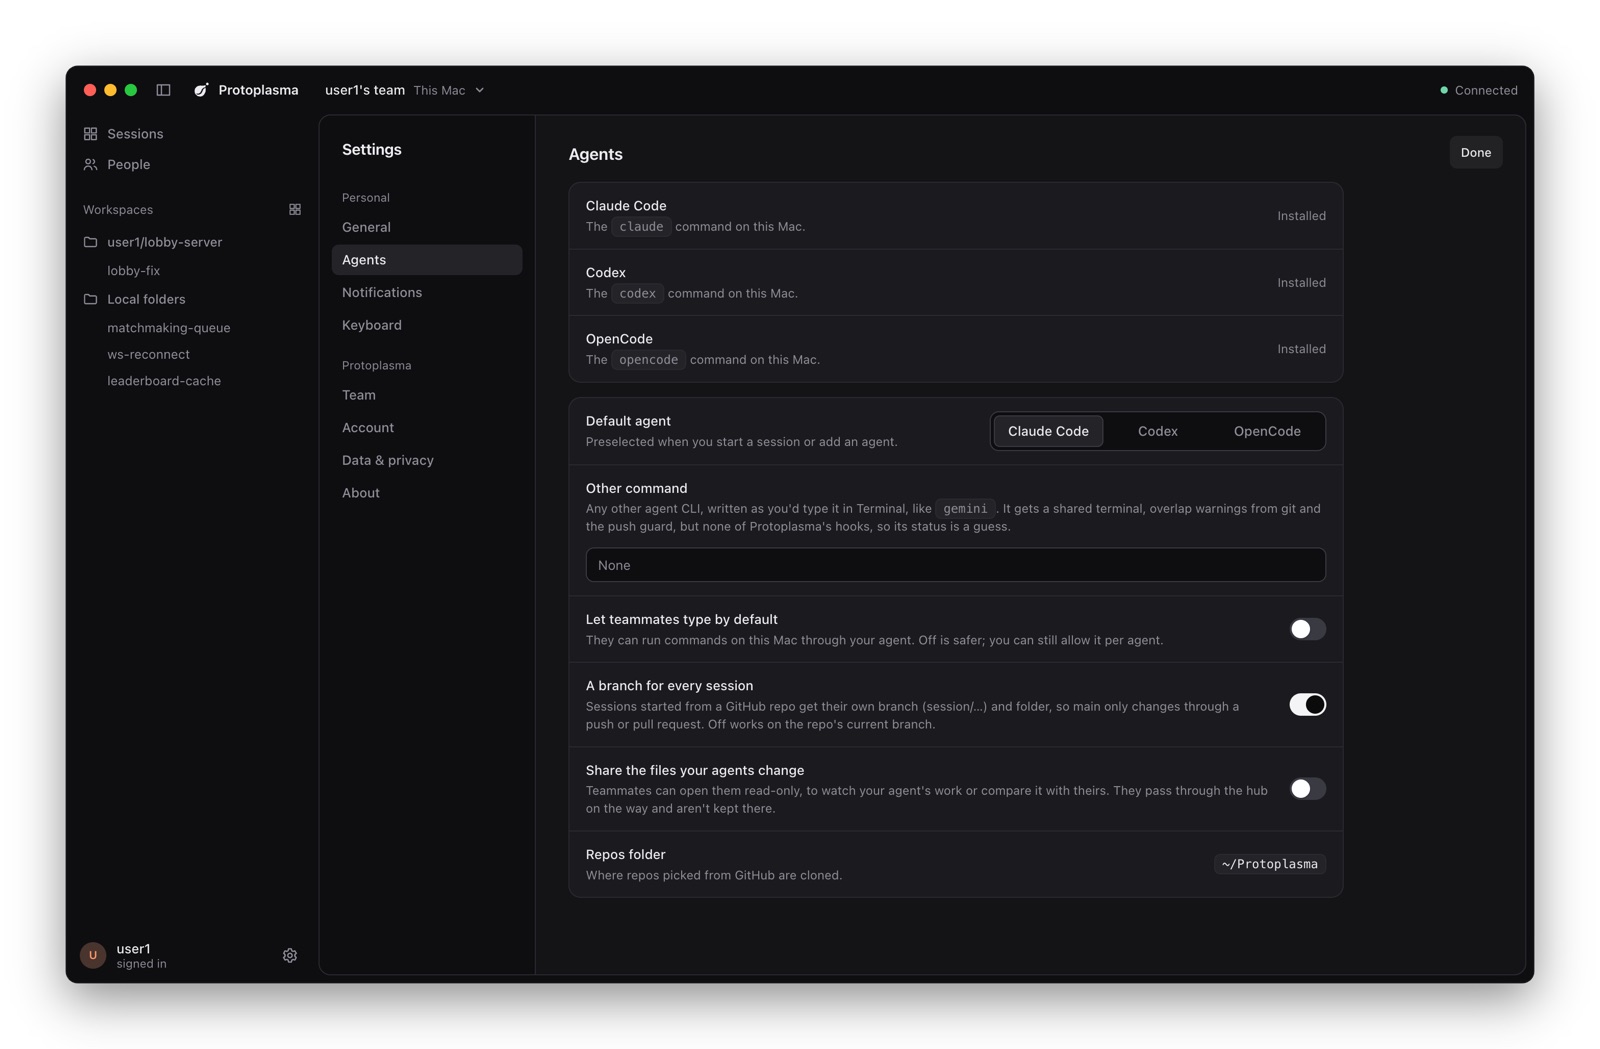 Protoplasma
user1's team This Mac
Connected
Sessions
People
Workspaces
user1/lobby-server
lobby-fix
Local folders
matchmaking-queue
ws-reconnect
leaderboard-cache
U
user1
signed in
Settings
Personal
General
Agents
Notifications
Keyboard
Protoplasma
Team
Account
Data & privacy
About
Agents
Done
Claude Code
The claude command on this Mac.
Installed
Codex
The codex command on this Mac.
Installed
OpenCode
The opencode command on this Mac.
Installed
Default agent
Preselected when you start a session or add an agent.
Claude Code Codex OpenCode
Other command
Any other agent CLI, written as you'd type it in Terminal, like gemini. It gets a shared terminal, overlap warnings from git and
the push guard, but none of Protoplasma's hooks, so its status is a guess.
None
Let teammates type by default
They can run commands on this Mac through your agent. Off is safer; you can still allow it per agent.
A branch for every session
Sessions started from a GitHub repo get their own branch (session/…) and folder, so main only changes through a
push or pull request. Off works on the repo's current branch.
Share the files your agents change
Teammates can open them read-only, to watch your agent's work or compare it with theirs. They pass through the hub
on the way and aren't kept there.
Repos folder
Where repos picked from GitHub are cloned.
~/Protoplasma